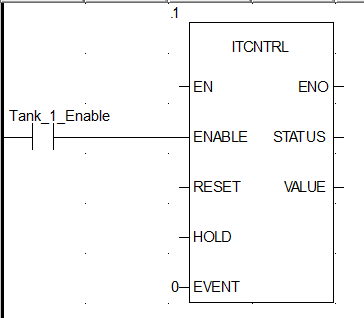 .1
ITCNTRL
EN ENO
Tank_1_Enable
ENABLE STATUS
RESET VALUE
HOLD
0 EVENT